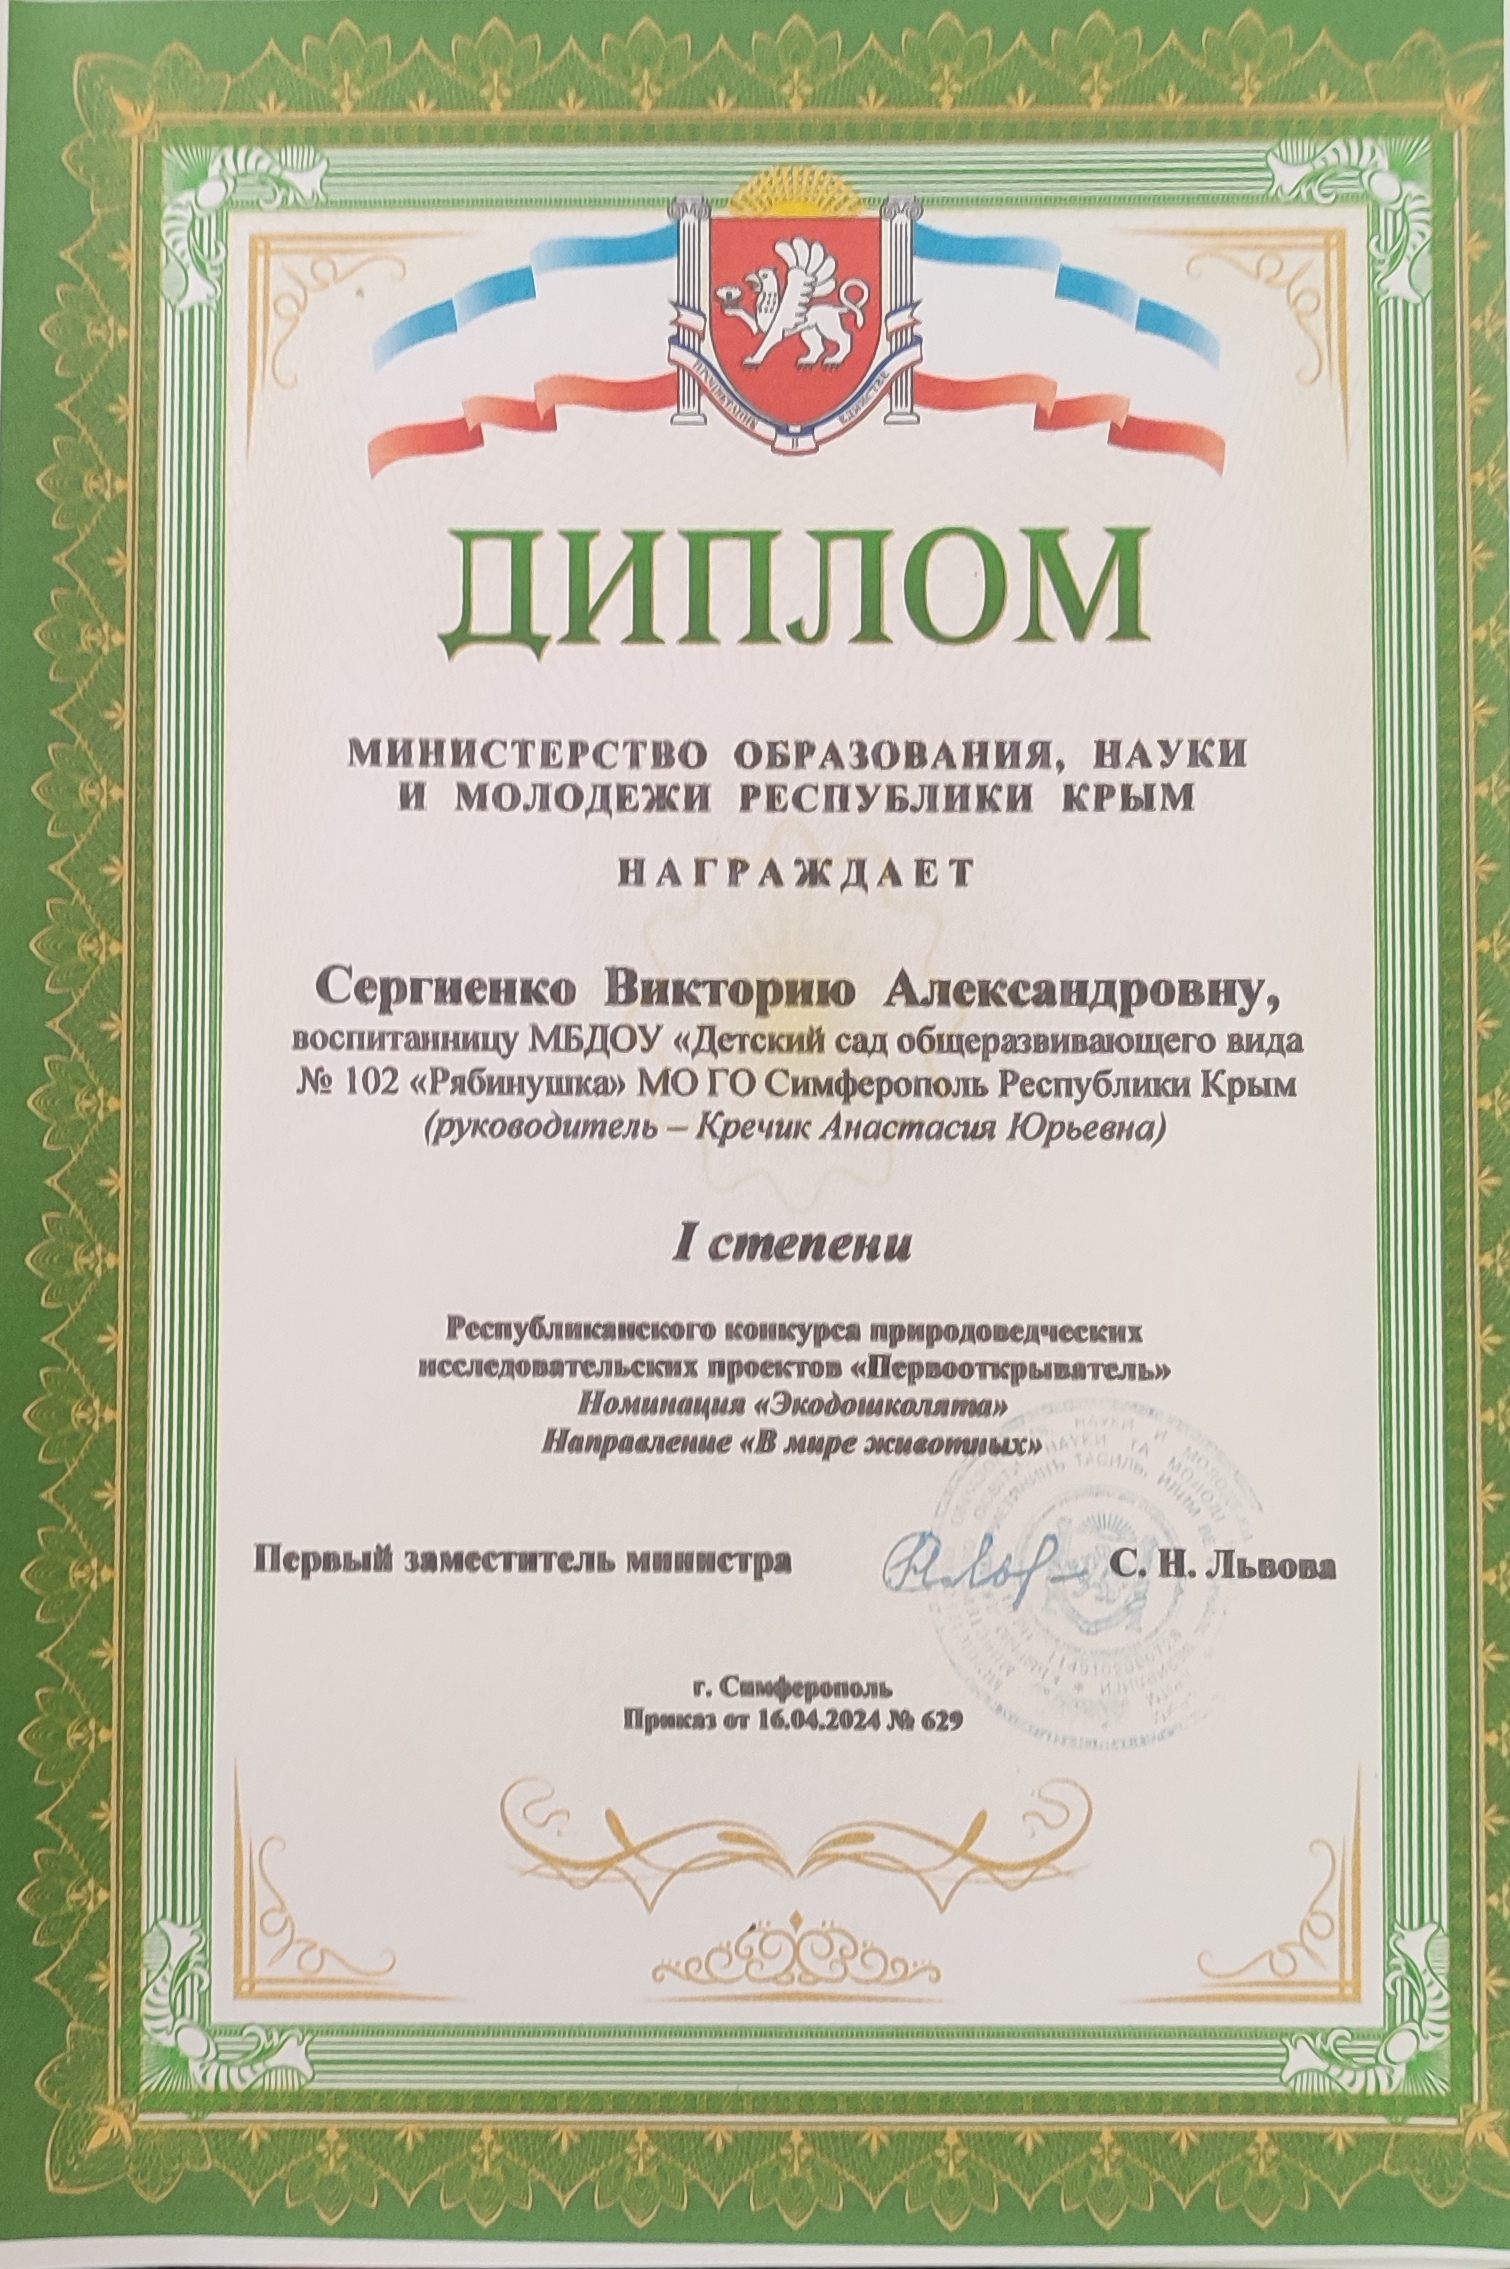 ПРОЦВЕТАНИЕ В ЕДИНСТВЕ
ДИПЛОМ
МИНИСТЕРСТВО ОБРАЗОВАНИЯ, НАУКИ
И МОЛОДЕЖИ РЕСПУБЛИКИ КРЫМ
НАГРАЖДАЕТ
Сергиенко Викторию Александровну,
воспитанницу МБДОУ «Детский сад общеразвивающего вида
№ 102 «Рябинушка» МО ГО Симферополь Республики Крым
(руководитель – Кречик Анастасия Юрьевна)
I степени
Республиканского конкурса природоведческих
исследовательских проектов «Первооткрыватель»
Номинация «Экодошколята»
Направление «В мире животных»
Первый заместитель министра С. Н. Львова
г. Симферополь
Приказ от 16.04.2024 № 629